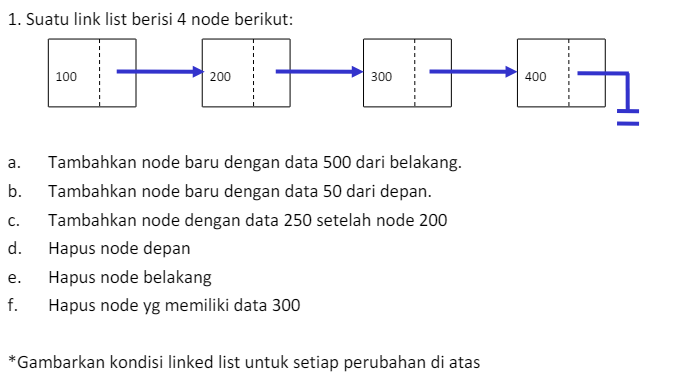 1. Suatu link list berisi 4 node berikut:
100 200 300 400
a. Tambahkan node baru dengan data 500 dari belakang.
b. Tambahkan node baru dengan data 50 dari depan.
c. Tambahkan node dengan data 250 setelah node 200
d. Hapus node depan
e. Hapus node belakang
f. Hapus node yg memiliki data 300
*Gambarkan kondisi linked list untuk setiap perubahan di atas